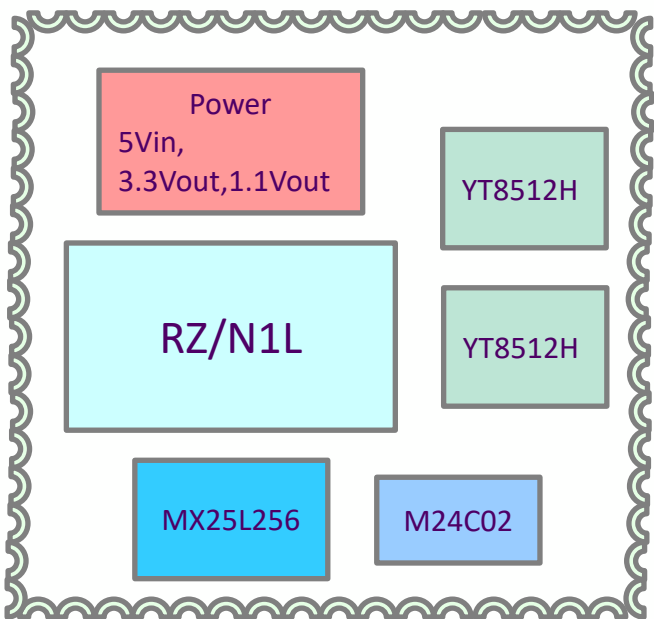 Power
5Vin,
3.3Vout,1.1Vout
YT8512H
RZ/N1L
YT8512H
MX25L256
M24C02